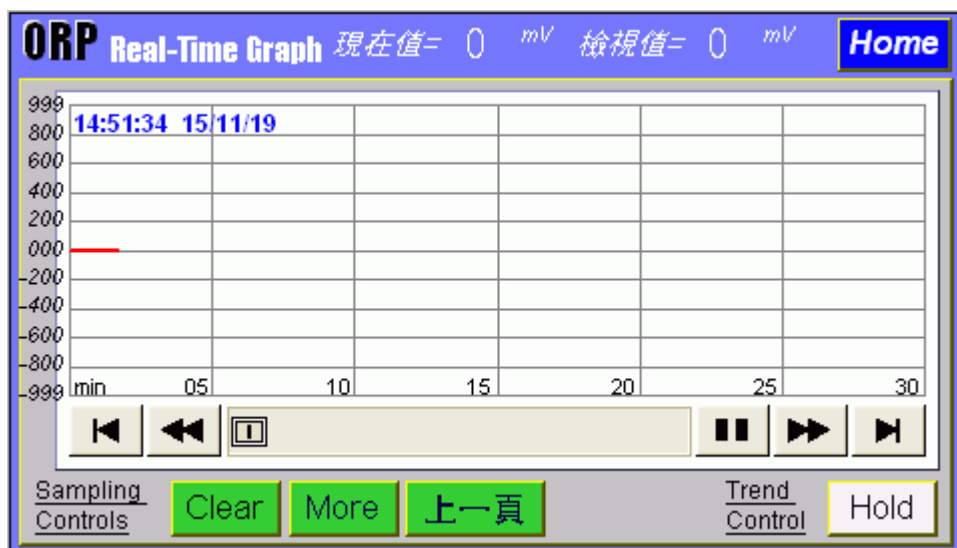 ORP Real-Time Graph 現在值= 0 mV 檢視值= 0 mV Home
999
14:51:34 15/11/19
800
600
400
200
000
-200
-400
-600
-800
-999
min 05 10 15 20 25 30
Sampling Controls
Clear
More
上一頁
Trend Control
Hold